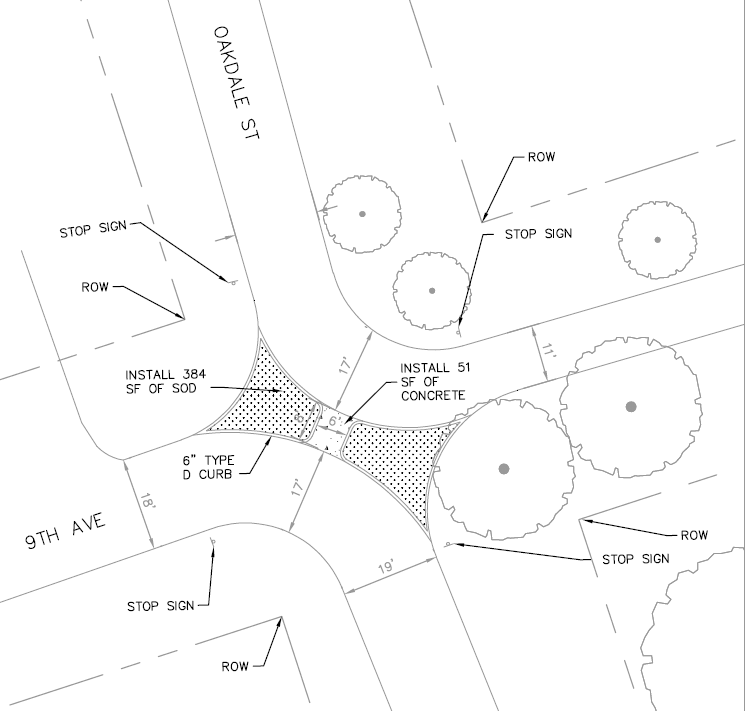 OAKDALE ST
ROW
STOP SIGN
STOP SIGN
ROW
11'
17'
INSTALL 384
SF OF SOD
INSTALL 51
SF OF
CONCRETE
6'
6" TYPE
D CURB
17'
18'
9TH AVE
ROW
STOP SIGN
19'
STOP SIGN
ROW